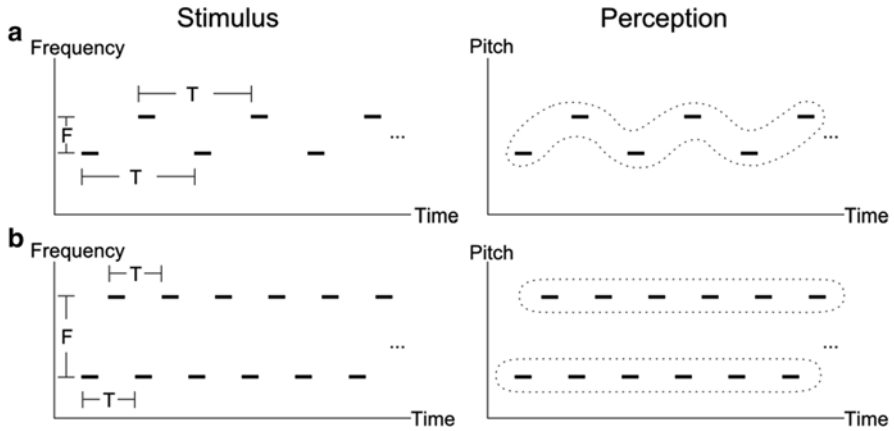 Stimulus
Perception
a
Frequency
Pitch
T
F
...
...
T
Time
Time
b
Frequency
Pitch
T
F
...
...
T
Time
Time